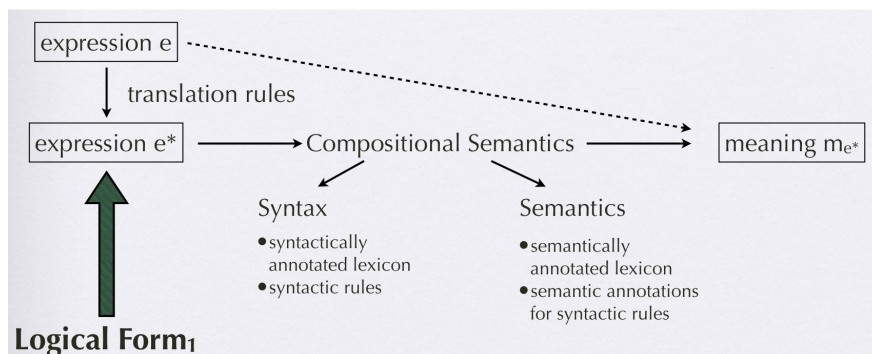 expression e
translation rules
expression e*
Compositional Semantics
meaning mₑ*
Syntax
• syntactically
annotated lexicon
• syntactic rules
Semantics
• semantically
annotated lexicon
• semantic annotations
for syntactic rules
Logical Form₁